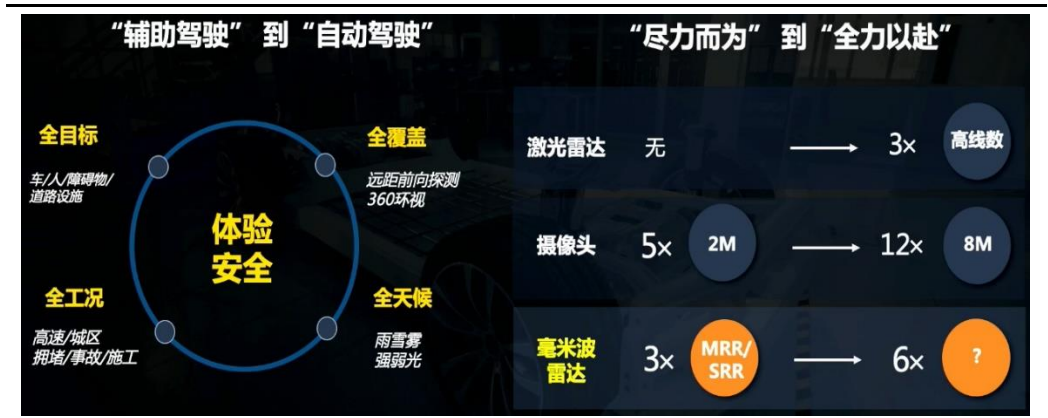 “辅助驾驶” 到 “自动驾驶”
全目标
车/人/障碍物/
道路设施
全覆盖
远距前向探测
360环视
体验
安全
全工况
高速/城区
拥堵/事故/施工
全天候
雨雪雾
强弱光
“尽力而为” 到 “全力以赴”
激光雷达 无 3× 高线数
摄像头 5× 2M 12× 8M
毫米波
雷达
3× MRR/
SRR
6× ?